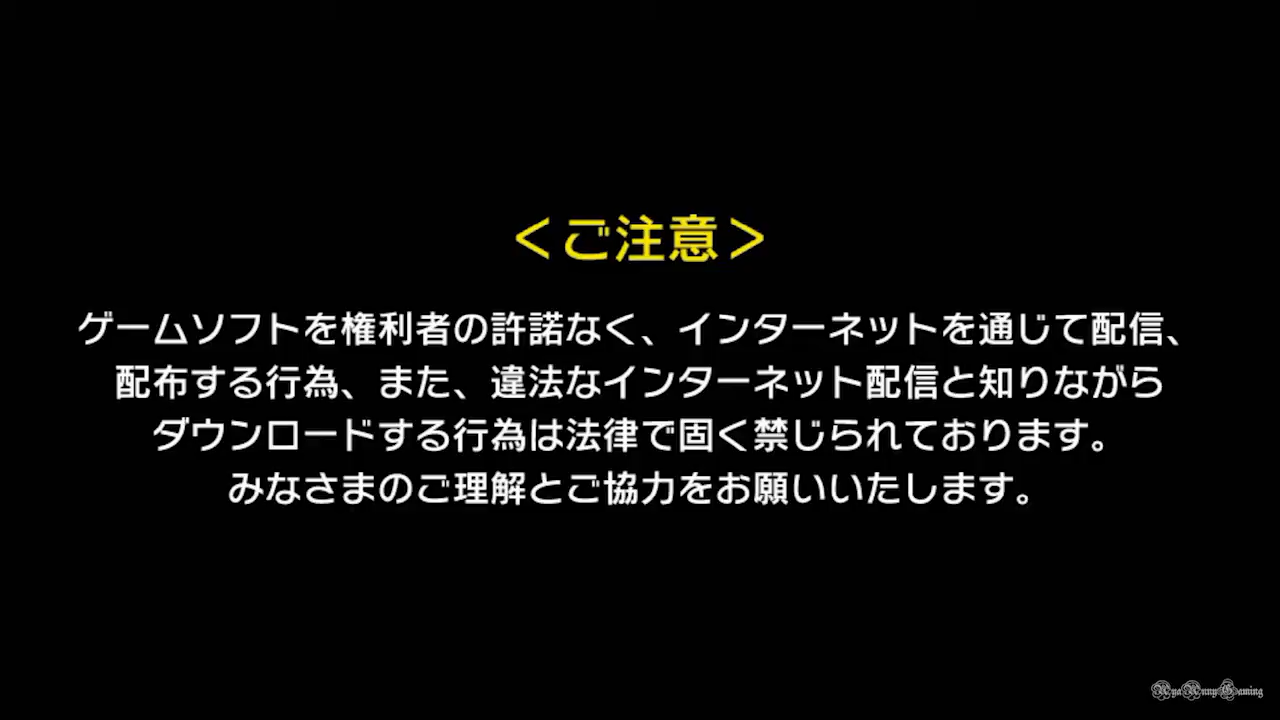 ＜ご注意＞
ゲームソフトを権利者の許諾なく、インターネットを通じて配信、
配布する行為、また、違法なインターネット配信と知りながら
ダウンロードする行為は法律で固く禁じられております。
みなさまのご理解とご協力をお願いいたします。